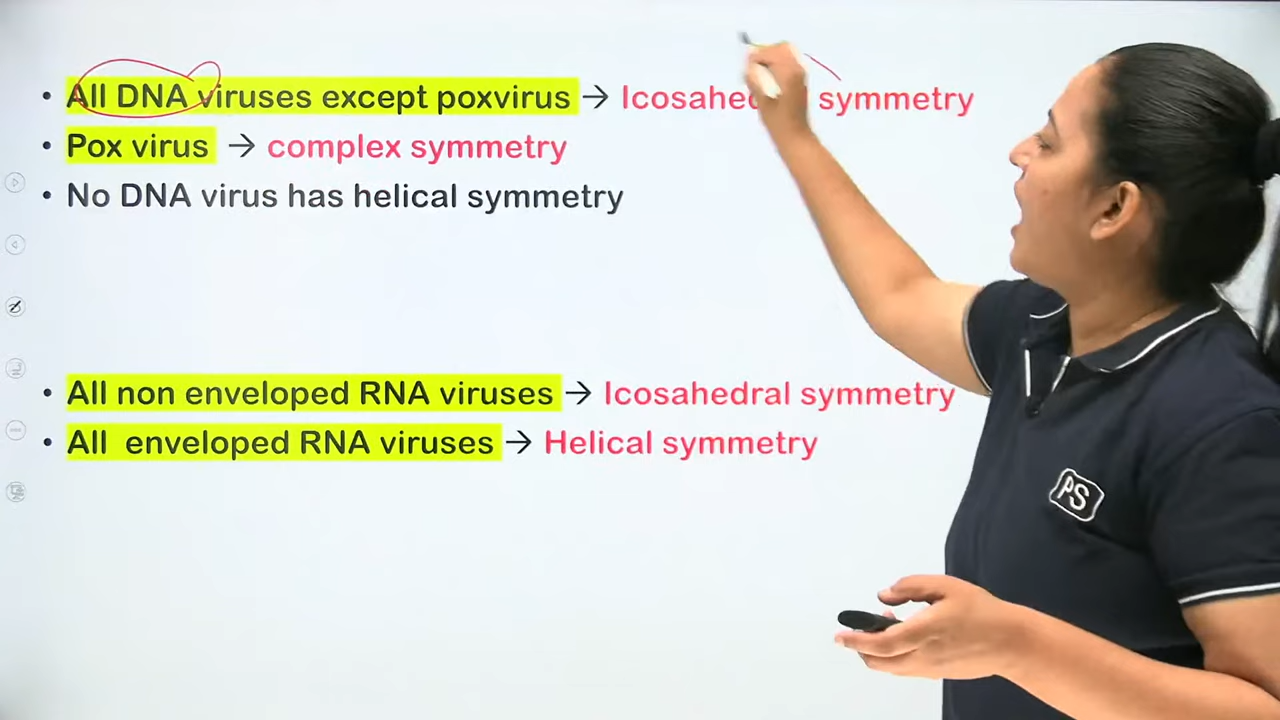 • All DNA viruses except poxvirus → Icosahedral symmetry
• Pox virus → complex symmetry
• No DNA virus has helical symmetry
• All non enveloped RNA viruses → Icosahedral symmetry
• All enveloped RNA viruses → Helical symmetry
PS